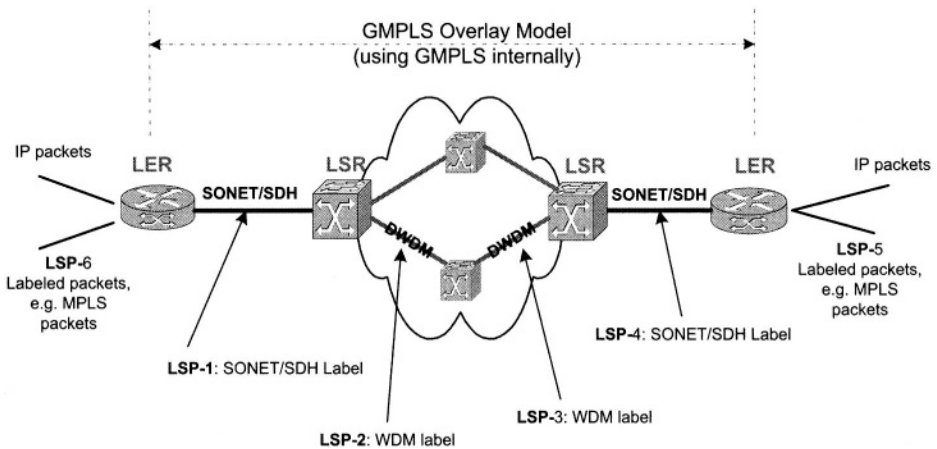 GMPLS Overlay Model
(using GMPLS internally)
IP packets
LER
SONET/SDH
LSR
LSR
SONET/SDH
LER
IP packets
DWDM
DWDM
LSP-6
Labeled packets,
e.g. MPLS
packets
LSP-5
Labeled packets,
e.g. MPLS
packets
LSP-4: SONET/SDH Label
LSP-1: SONET/SDH Label
LSP-3: WDM label
LSP-2: WDM label